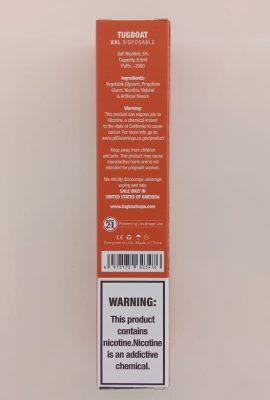 TUGBOAT
XXL DISPOSABLE
Salt Nicotine: 5%
Capacity: 8.5ml
Puffs: ~2500
Ingredients:
Vegetable Glycerin, Propylene
Glycol, Nicotine, Natural
& Artificial flavors
Warning:
This product can expose you to
Nicotine, a chemical known
to the state of California to cause
cancer. For more info, go to:
www.p65warnings.ca.gov/product
Keep away from children
and pets. This product may cause
reproductive harm and is not
intended for pregnant women.
We strictly discourage underage
vaping and sale.
SALE ONLY IN
UNITED STATES OF AMERICA
21 Preventing Underage Use
Designed in USA. Made in China
WARNING:
This product
contains
nicotine.Nicotine
is an addictive
chemical.